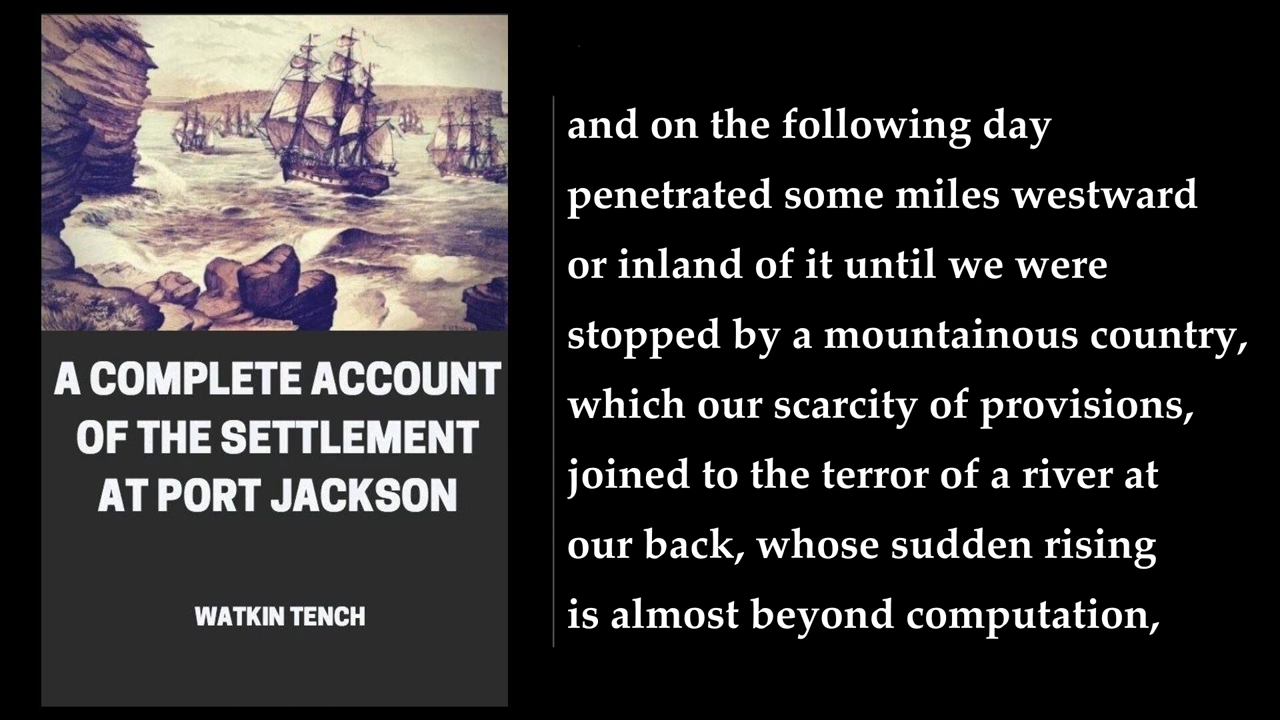 A COMPLETE ACCOUNT
OF THE SETTLEMENT
AT PORT JACKSON
WATKIN TENCH
and on the following day
penetrated some miles westward
or inland of it until we were
stopped by a mountainous country,
which our scarcity of provisions,
joined to the terror of a river at
our back, whose sudden rising
is almost beyond computation,